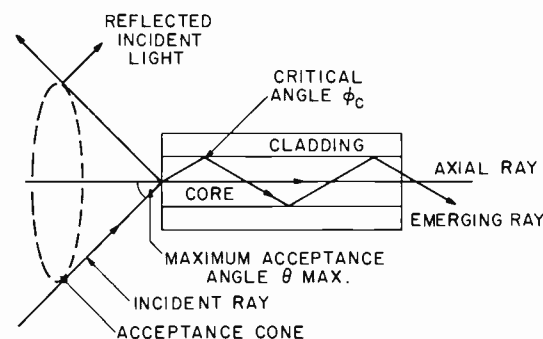 REFLECTED
INCIDENT
LIGHT
CRITICAL
ANGLE ϕC
CLADDING
AXIAL RAY
CORE
EMERGING RAY
MAXIMUM ACCEPTANCE
ANGLE θ MAX.
INCIDENT RAY
ACCEPTANCE CONE